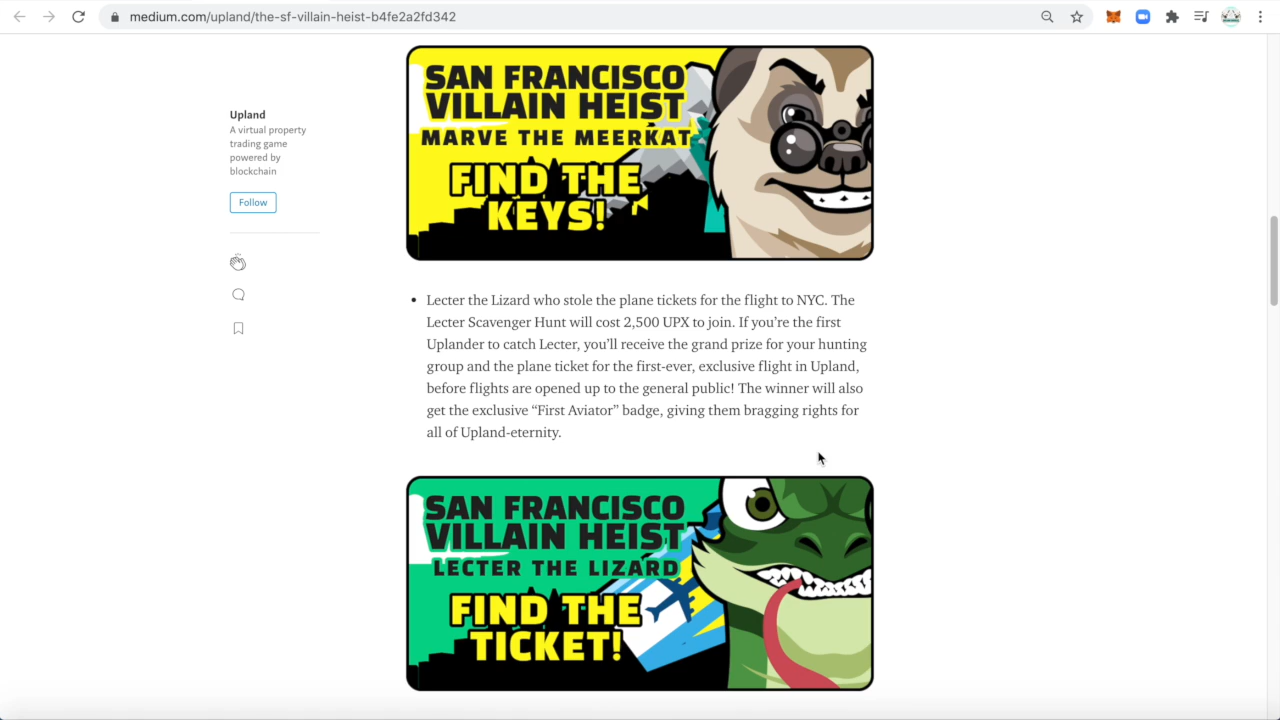 medium.com/upland/the-sf-villain-heist-b4fe2a2fd342
Upland
A virtual property
trading game
powered by
blockchain
Follow
SAN FRANCISCO
VILLAIN HEIST
MARVE THE MEERKAT
FIND THE
KEYS!
• Lecter the Lizard who stole the plane tickets for the flight to NYC. The
Lecter Scavenger Hunt will cost 2,500 UPX to join. If you’re the first
Uplander to catch Lecter, you’ll receive the grand prize for your hunting
group and the plane ticket for the first-ever, exclusive flight in Upland,
before flights are opened up to the general public! The winner will also
get the exclusive “First Aviator” badge, giving them bragging rights for
all of Upland-eternity.
SAN FRANCISCO
VILLAIN HEIST
LECTER THE LIZARD
FIND THE
TICKET!